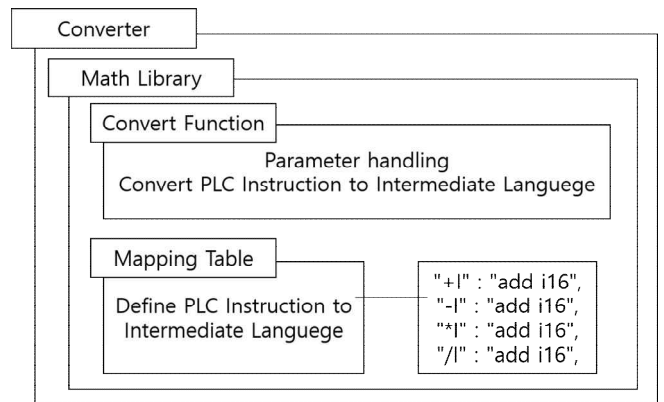 Converter
Math Library
Convert Function
Parameter handling
Convert PLC Instruction to Intermediate Languege
Mapping Table
Define PLC Instruction to
Intermediate Languege
"+I" : "add i16",
"-I" : "add i16",
"*I" : "add i16",
"/I" : "add i16",